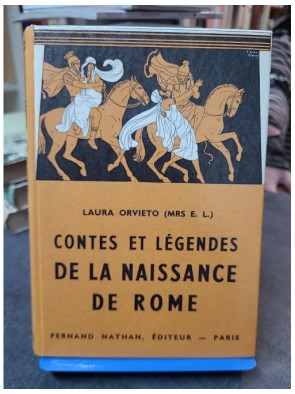 LAURA ORVIETO (MRS E. L.)
CONTES ET LÉGENDES
DE LA NAISSANCE
DE ROME
FERNAND NATHAN, ÉDITEUR — PARIS